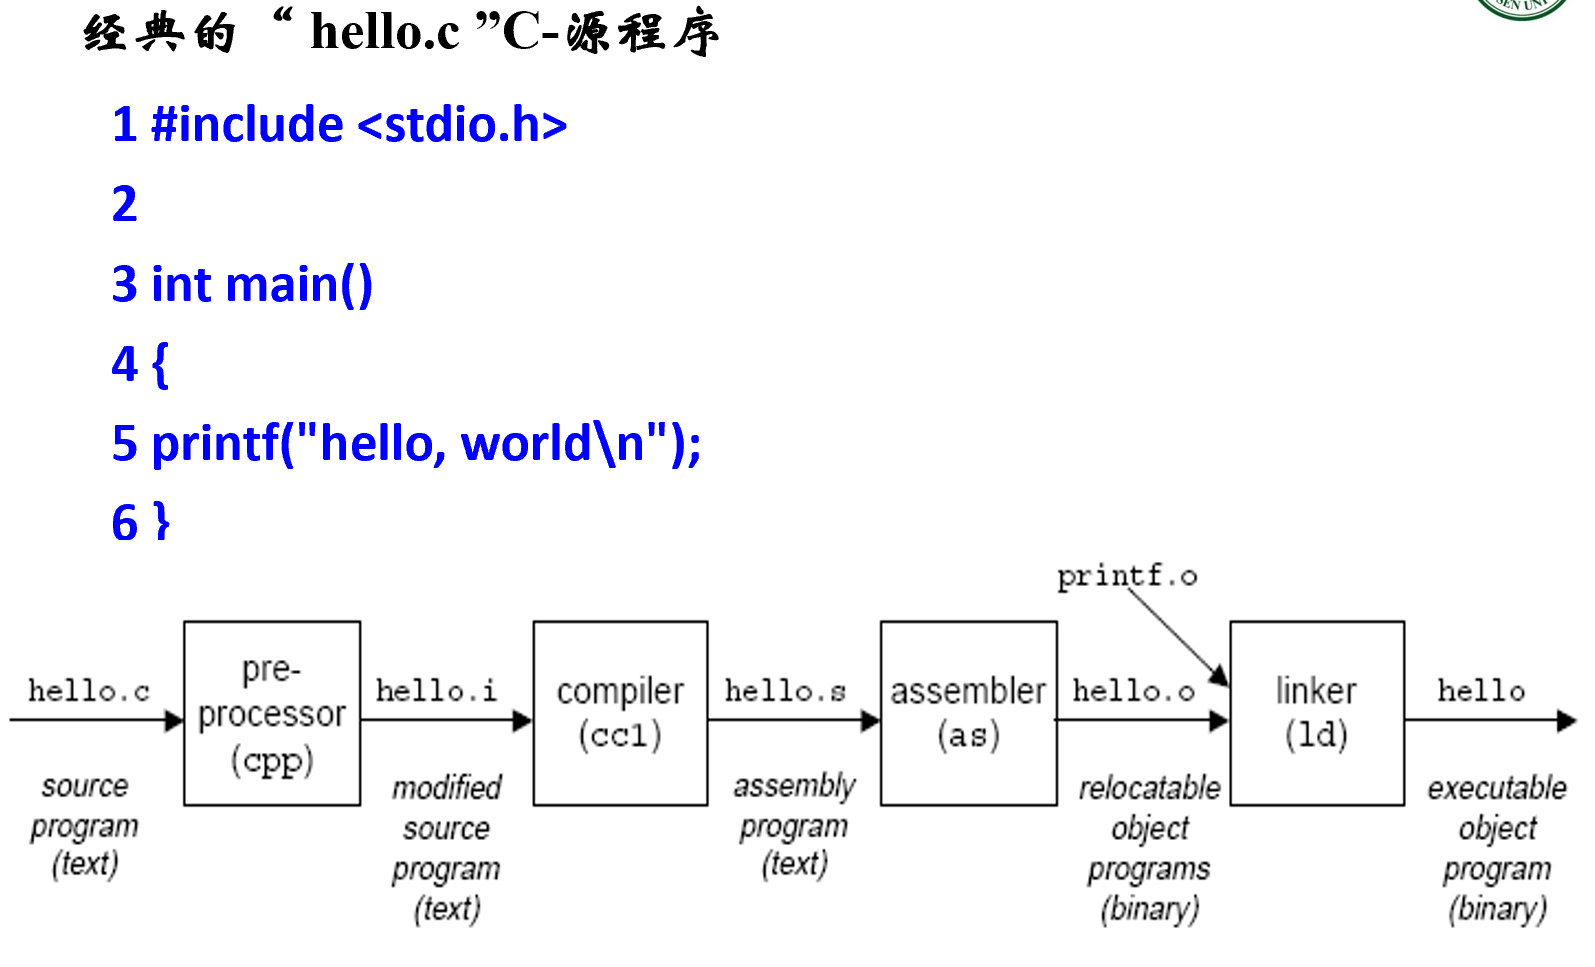 经典的“ hello.c ”C-源程序
1 #include <stdio.h>
2
3 int main()
4 {
5 printf("hello, world\n");
6 }
printf.o
hello.c
pre-
processor
(cpp)
hello.i
compiler
(cc1)
hello.s
assembler
(as)
hello.o
linker
(ld)
hello
source
program
(text)
modified
source
program
(text)
assembly
program
(text)
relocatable
object
programs
(binary)
executable
object
program
(binary)